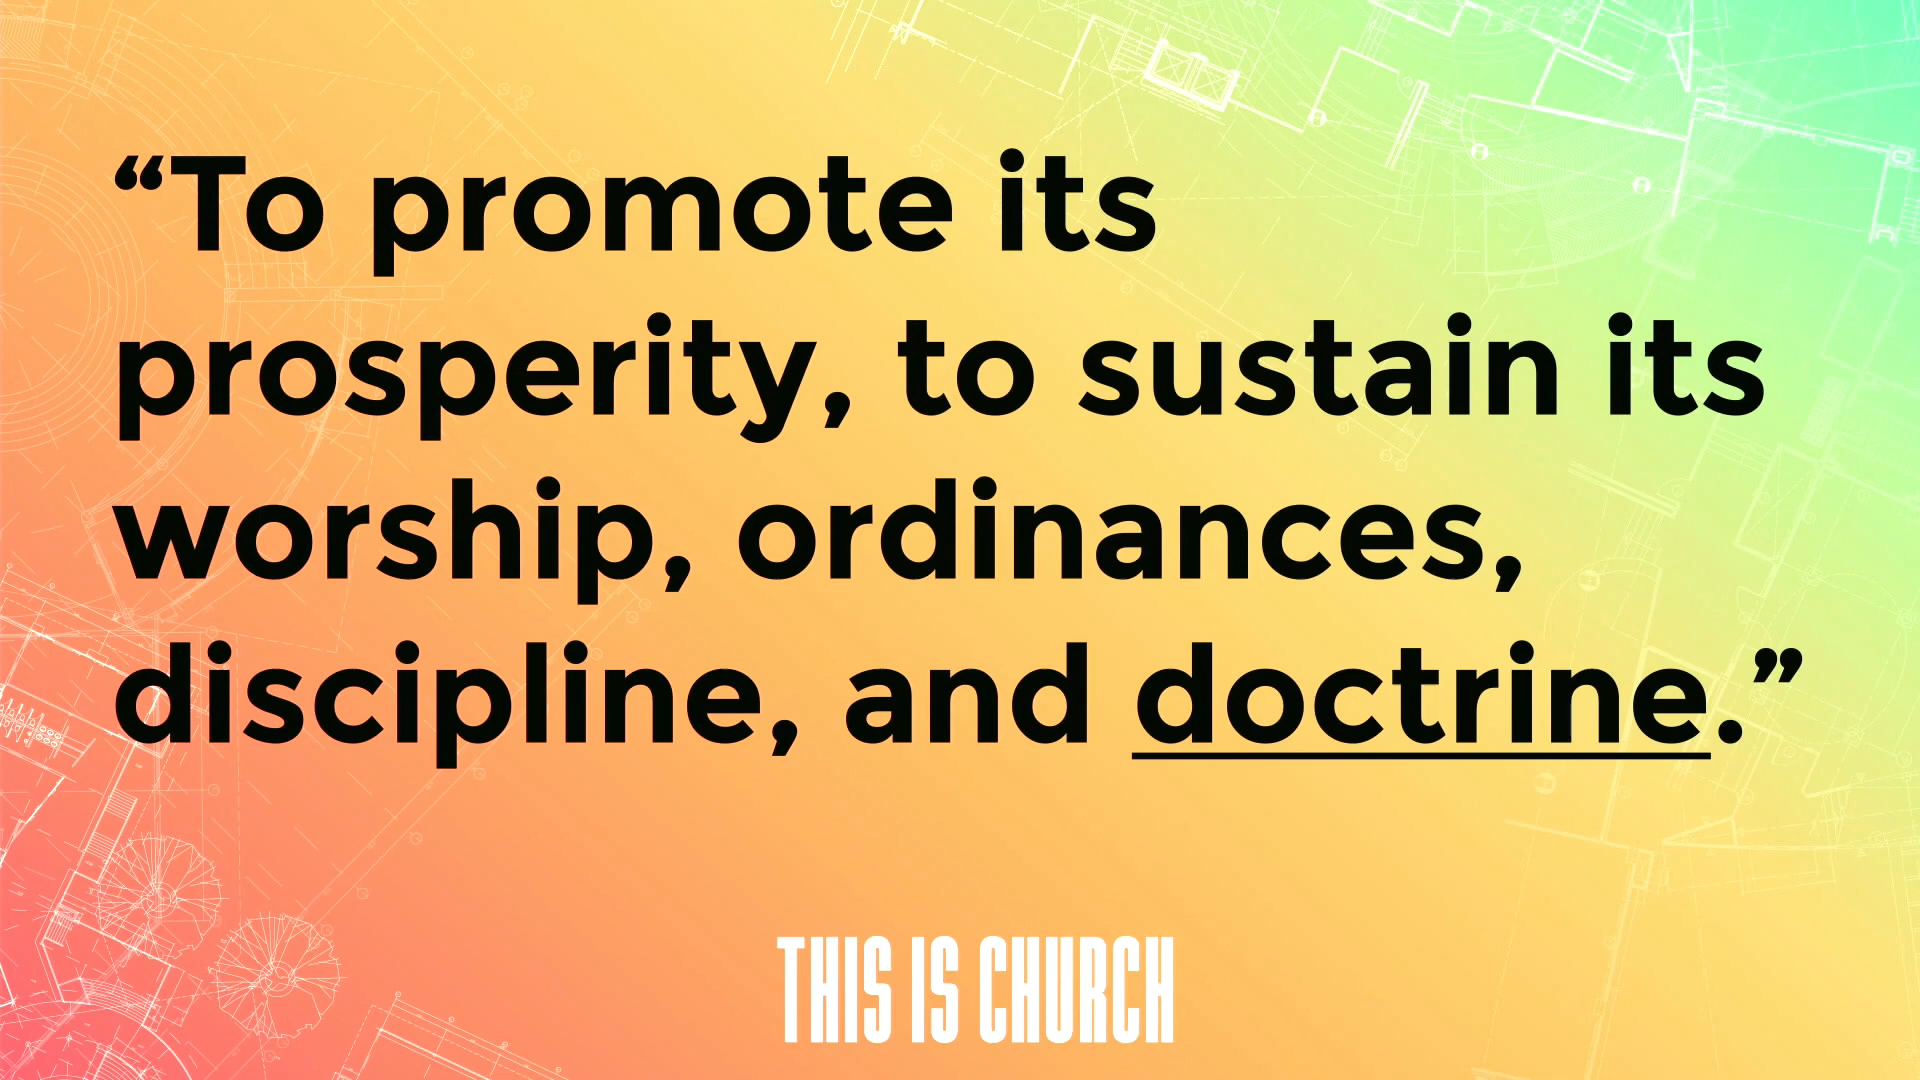 “To promote its
prosperity, to sustain its
worship, ordinances,
discipline, and doctrine.”
THIS IS CHURCH